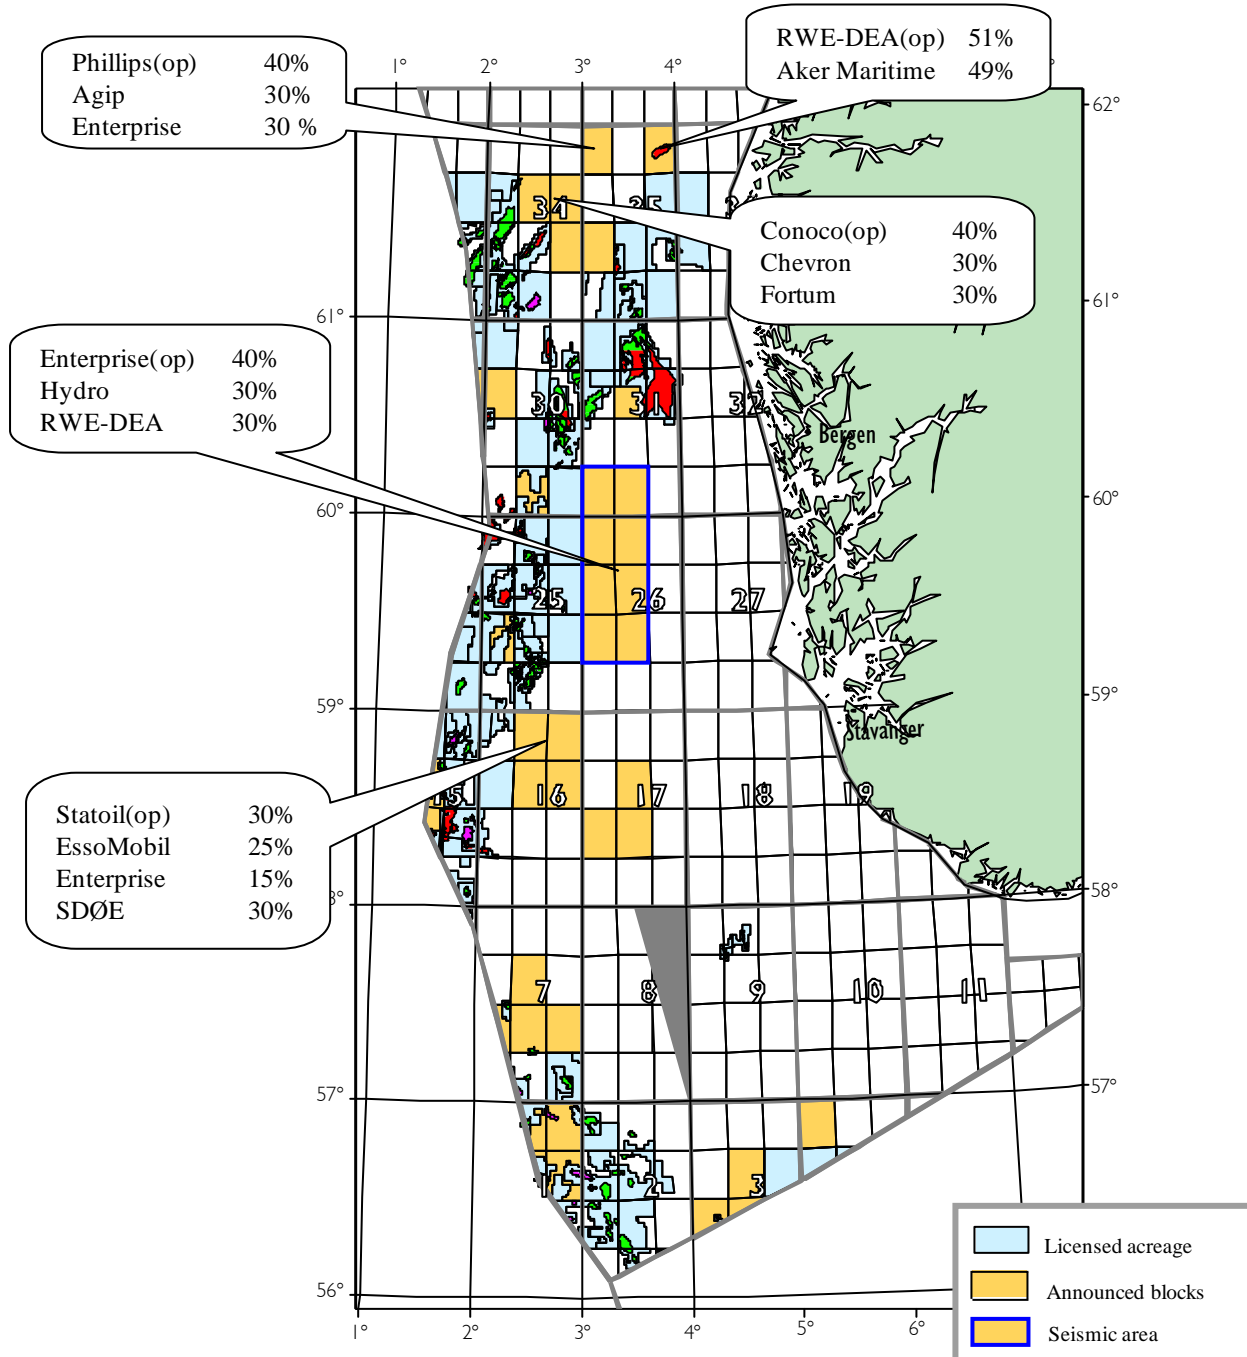 RWE-DEA(op) 51%
Aker Maritime 49%
Phillips(op) 40%
Agip 30%
Enterprise 30 %
1° 2° 3° 4° °
62°
Conoco(op) 40%
Chevron 30%
Fortum 30%
34 35
61° 61°
Enterprise(op) 40%
Hydro 30%
RWE-DEA 30%
30 31 32
Bergen
60° 60°
25 26 27
59° 59°
Stavanger
Statoil(op) 30%
EssoMobil 25%
Enterprise 15%
SDØE 30%
15 16 17 18 19
8° 58°
7 8 9 10 11
57° 57°
1 2 3
56°
1° 2° 3° 4° 5° 6°
Licensed acreage
Announced blocks
Seismic area